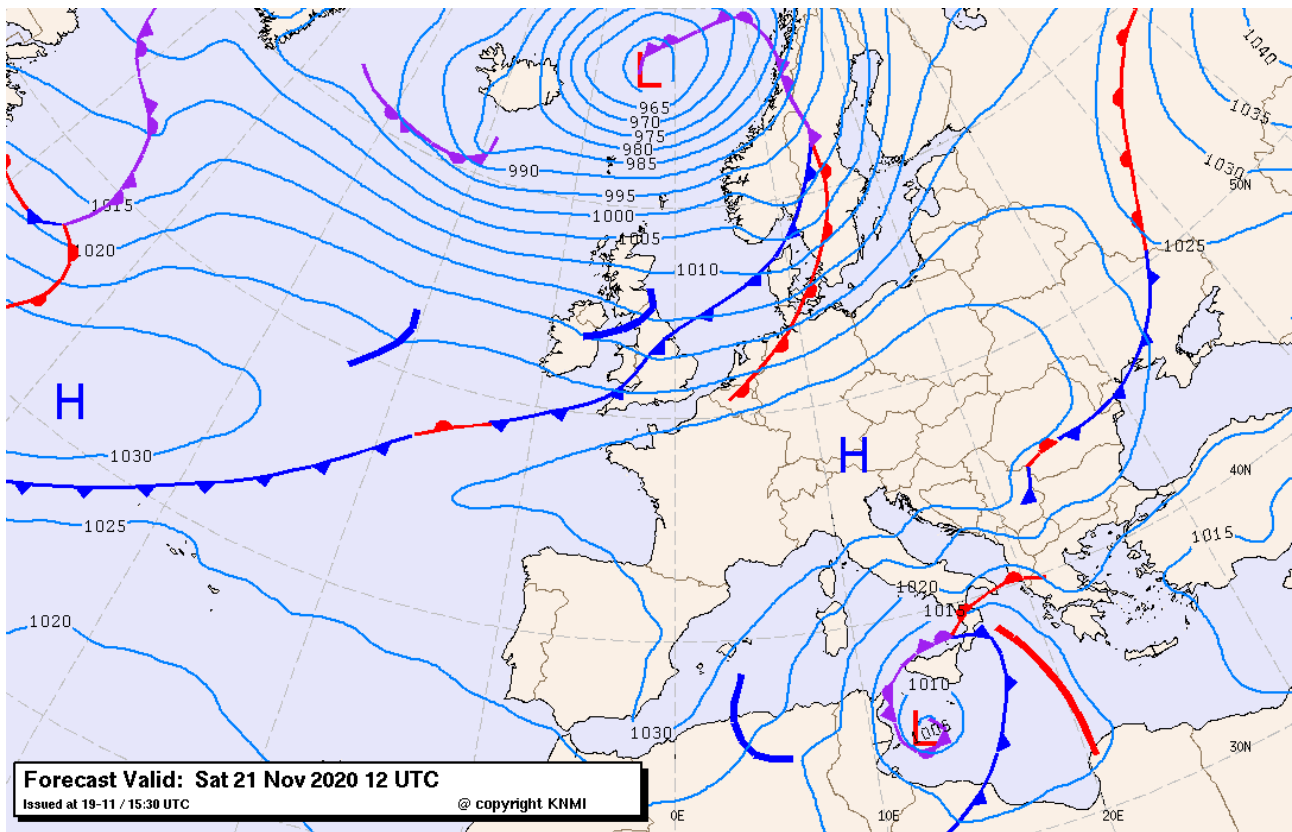 L
965
970
975
980
985
990
995
1000
1005
1010
1040
1035
1030
50N
1025
1015
1020
H
1030
1025
1020
H
40N
1015
1020
1015
1010
L
1005
1030
30N
20E
10E
0E
Forecast Valid: Sat 21 Nov 2020 12 UTC
Issued at 19-11 / 15:30 UTC @ copyright KNMI